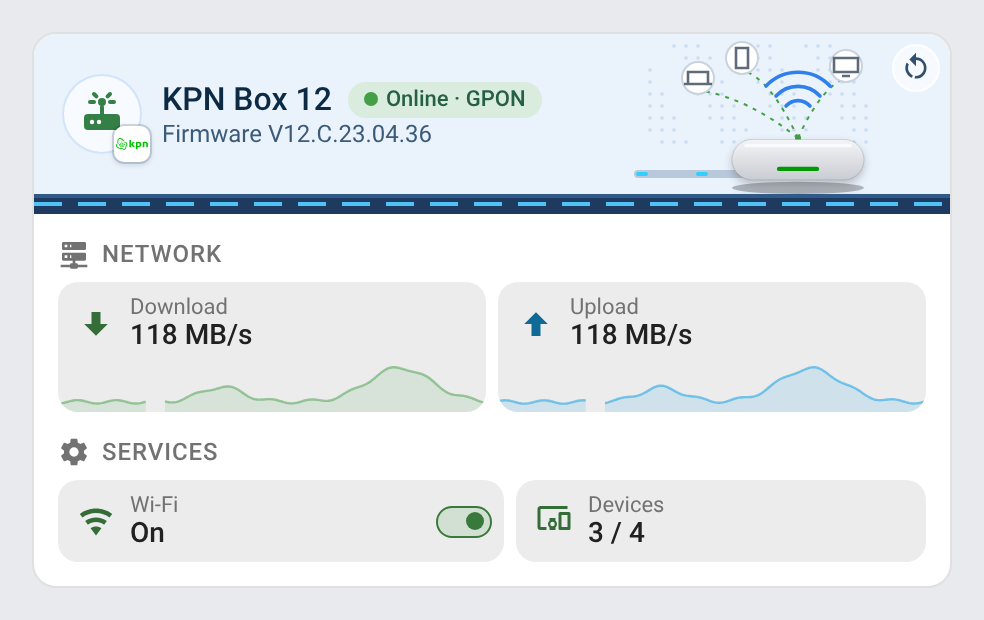 KPN Box 12
Online · GPON
Firmware V12.C.23.04.36
kpn
NETWORK
Download
118 MB/s
Upload
118 MB/s
SERVICES
Wi-Fi
On
Devices
3 / 4